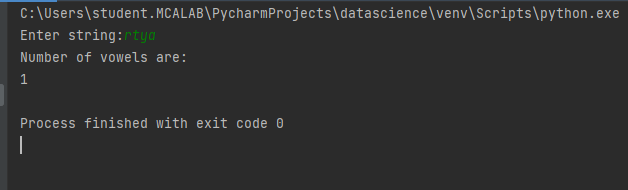 C:\Users\student.MCALAB\PycharmProjects\datascience\venv\Scripts\python.exe
Enter string:rtya
Number of vowels are:
1
Process finished with exit code 0